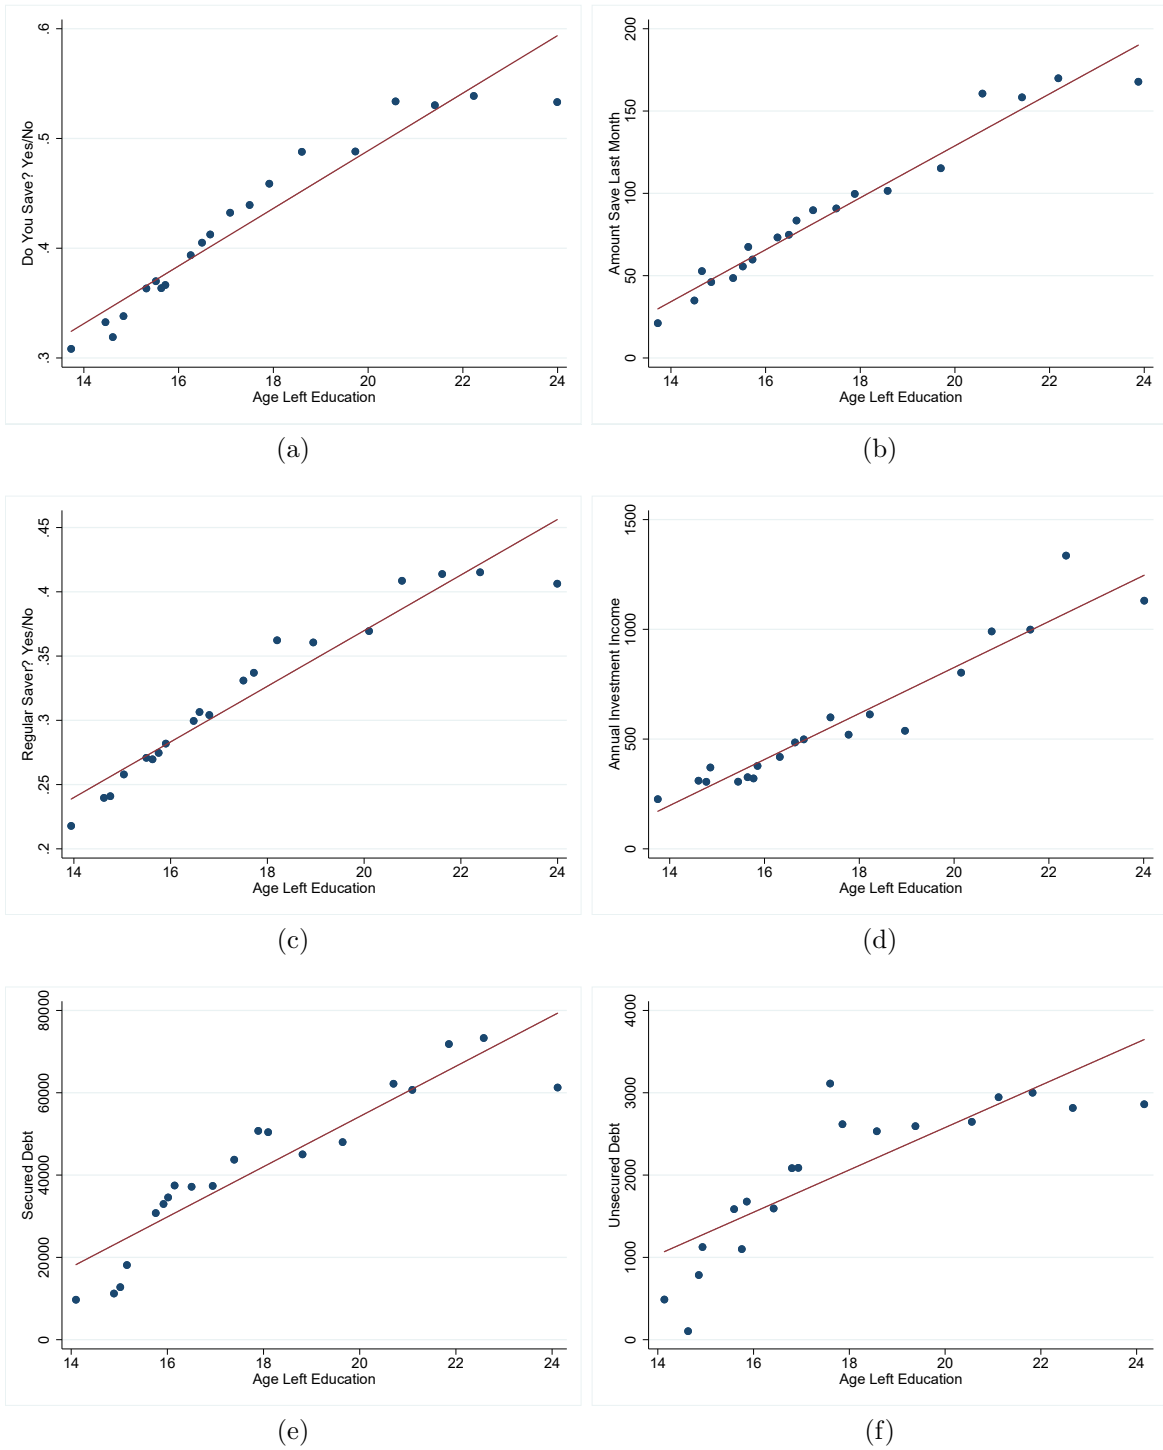 Do You Save? Yes/No
.6
.5
.4
.3
14 16 18 20 22 24
Age Left Education
(a)
Amount Save Last Month
200
150
100
50
0
14 16 18 20 22 24
Age Left Education
(b)
Regular Saver? Yes/No
.45
.4
.35
.3
.25
.2
14 16 18 20 22 24
Age Left Education
(c)
Annual Investment Income
1500
1000
500
0
14 16 18 20 22 24
Age Left Education
(d)
Secured Debt
80000
60000
40000
20000
0
14 16 18 20 22 24
Age Left Education
(e)
Unsecured Debt
4000
3000
2000
1000
0
14 16 18 20 22 24
Age Left Education
(f)